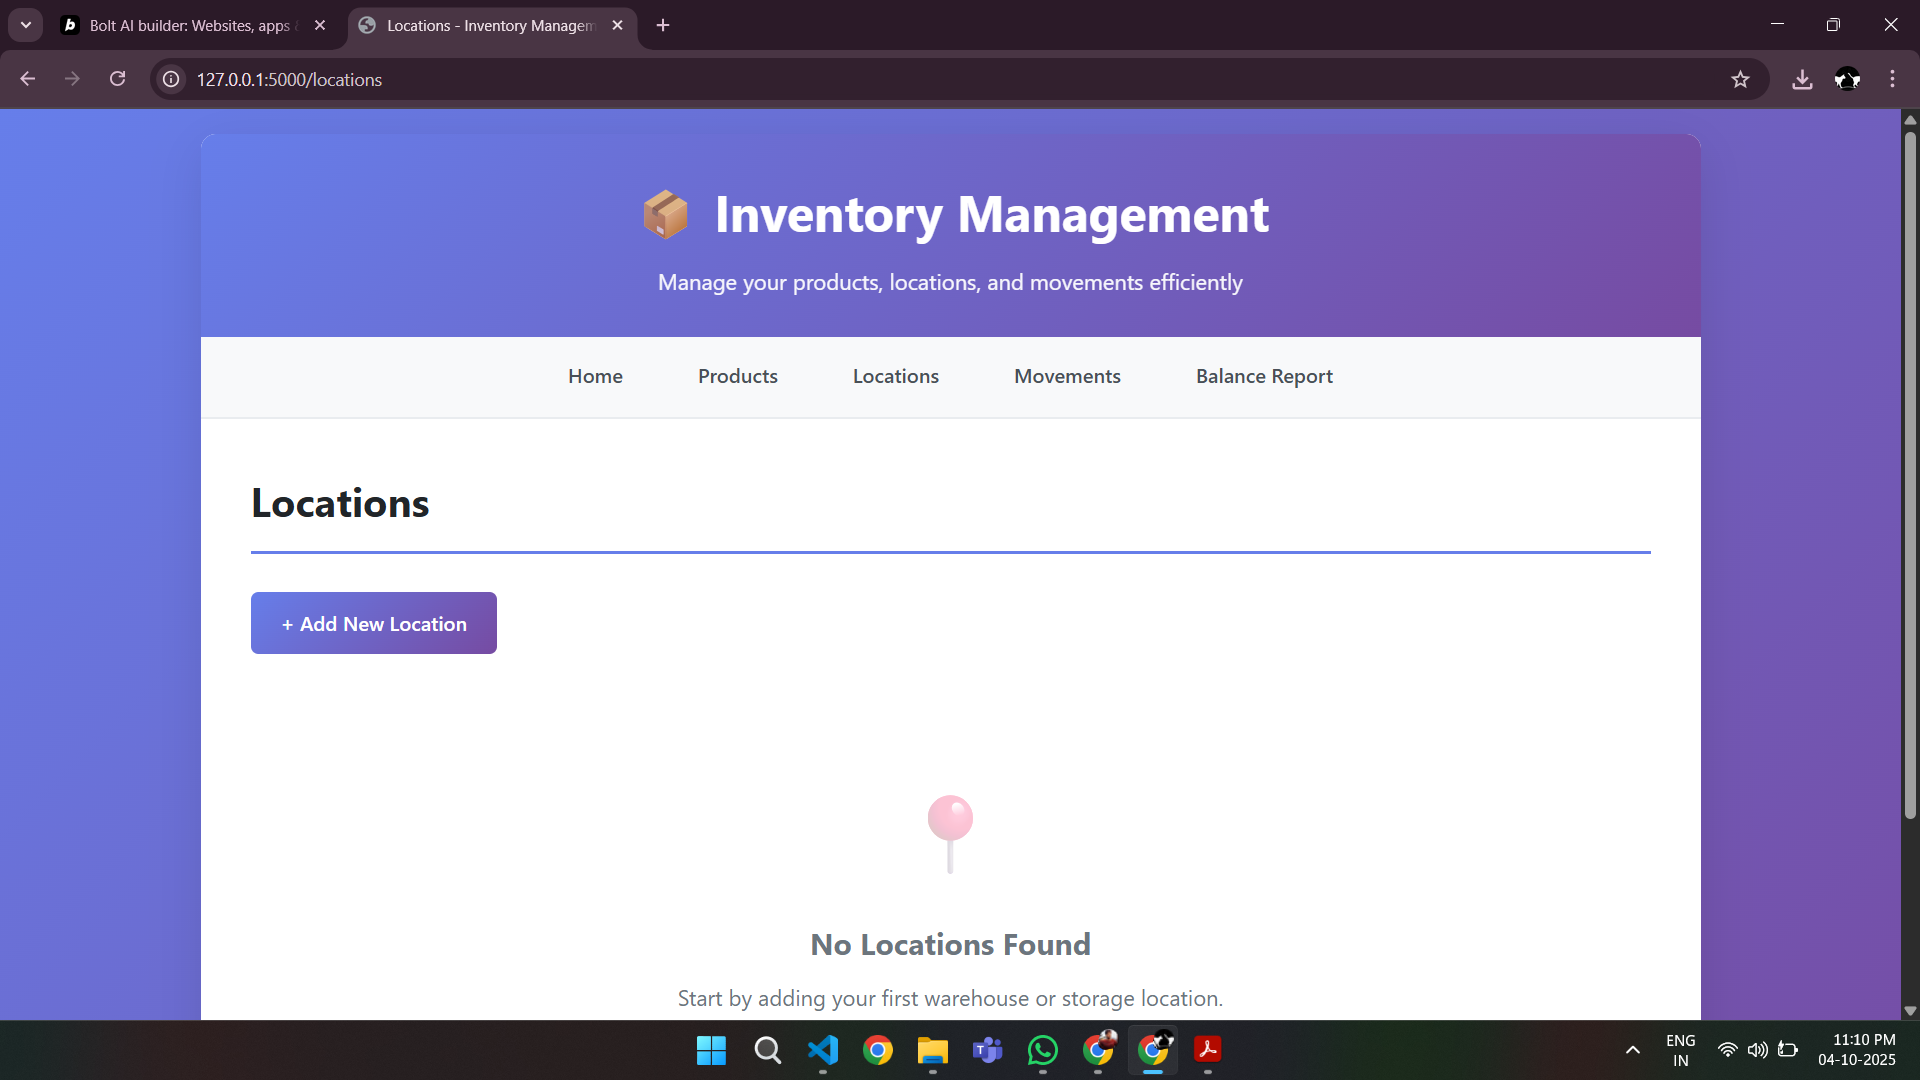 Bolt AI builder: Websites, apps &
Locations - Inventory Managem
127.0.0.1:5000/locations
Inventory Management
Manage your products, locations, and movements efficiently
Home Products Locations Movements Balance Report
Locations
+ Add New Location
No Locations Found
Start by adding your first warehouse or storage location.
ENG
IN
11:10 PM
04-10-2025